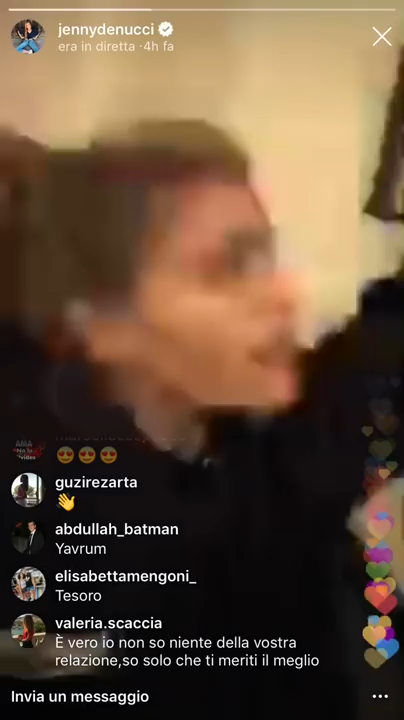 jennydenucci
era in diretta · 4h fa
😍😍😍
guzirezarta
👋
abdullah_batman
Yavrum
elisabettamengoni_
Tesoro
valeria.scaccia
È vero io non so niente della vostra
relazione,so solo che ti meriti il meglio
Invia un messaggio